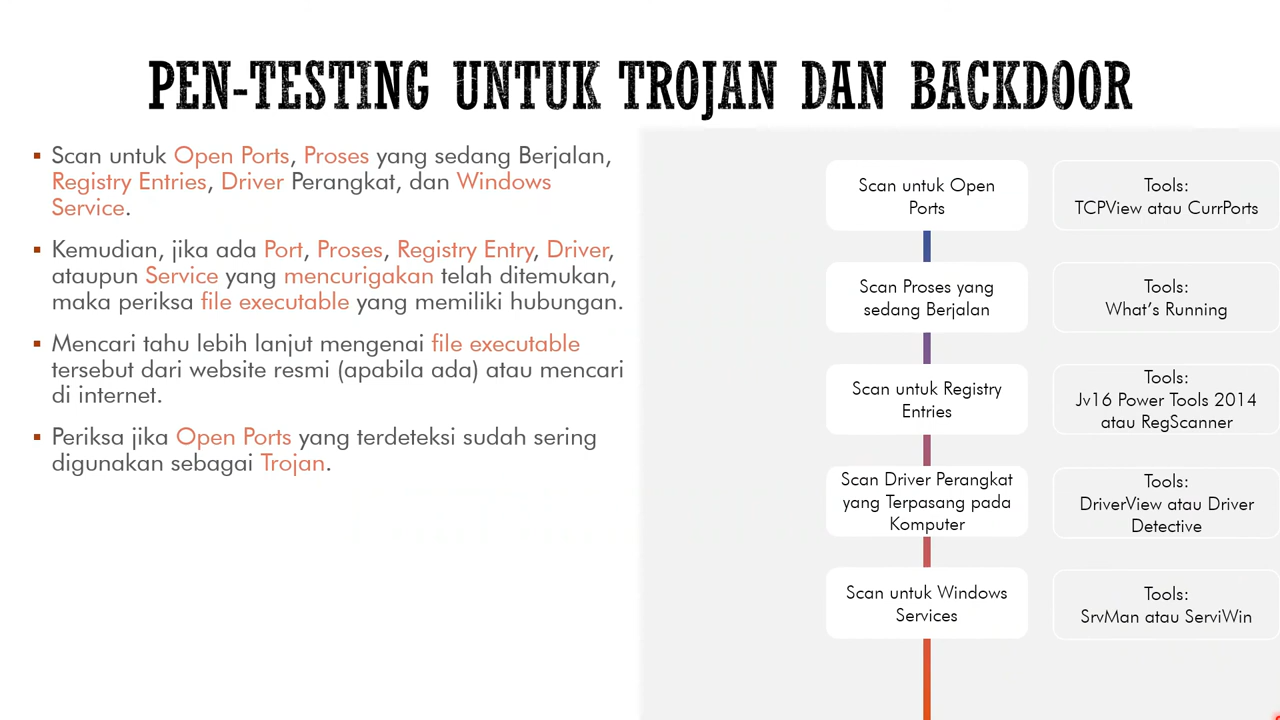 PEN-TESTING UNTUK TROJAN DAN BACKDOOR
Scan untuk Open Ports, Proses yang sedang Berjalan,
Registry Entries, Driver Perangkat, dan Windows
Service.
Kemudian, jika ada Port, Proses, Registry Entry, Driver,
ataupun Service yang mencurigakan telah ditemukan,
maka periksa file executable yang memiliki hubungan.
Mencari tahu lebih lanjut mengenai file executable
tersebut dari website resmi (apabila ada) atau mencari
di internet.
Periksa jika Open Ports yang terdeteksi sudah sering
digunakan sebagai Trojan.
Scan untuk Open
Ports
Tools:
TCPView atau CurrPorts
Scan Proses yang
sedang Berjalan
Tools:
What's Running
Scan untuk Registry
Entries
Tools:
Jv16 Power Tools 2014
atau RegScanner
Scan Driver Perangkat
yang Terpasang pada
Komputer
Tools:
DriverView atau Driver
Detective
Scan untuk Windows
Services
Tools:
SrvMan atau ServiWin